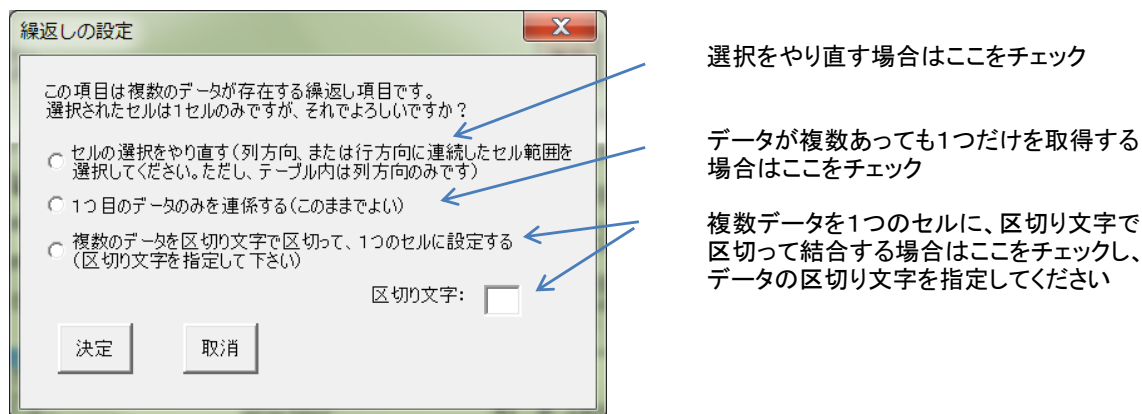 繰返しの設定
この項目は複数のデータが存在する繰返し項目です。
選択されたセルは1セルのみですが、それでよろしいですか？
セルの選択をやり直す(列方向、または行方向に連続したセル範囲を
選択してください。ただし、テーブル内は列方向のみです)
1つ目のデータのみを連係する(このままでよい)
複数のデータを区切り文字で区切って、1つのセルに設定する
(区切り文字を指定して下さい)
区切り文字:
決定
取消
選択をやり直す場合はここをチェック
データが複数あっても1つだけを取得する
場合はここをチェック
複数データを1つのセルに、区切り文字で
区切って結合する場合はここをチェックし、
データの区切り文字を指定してください